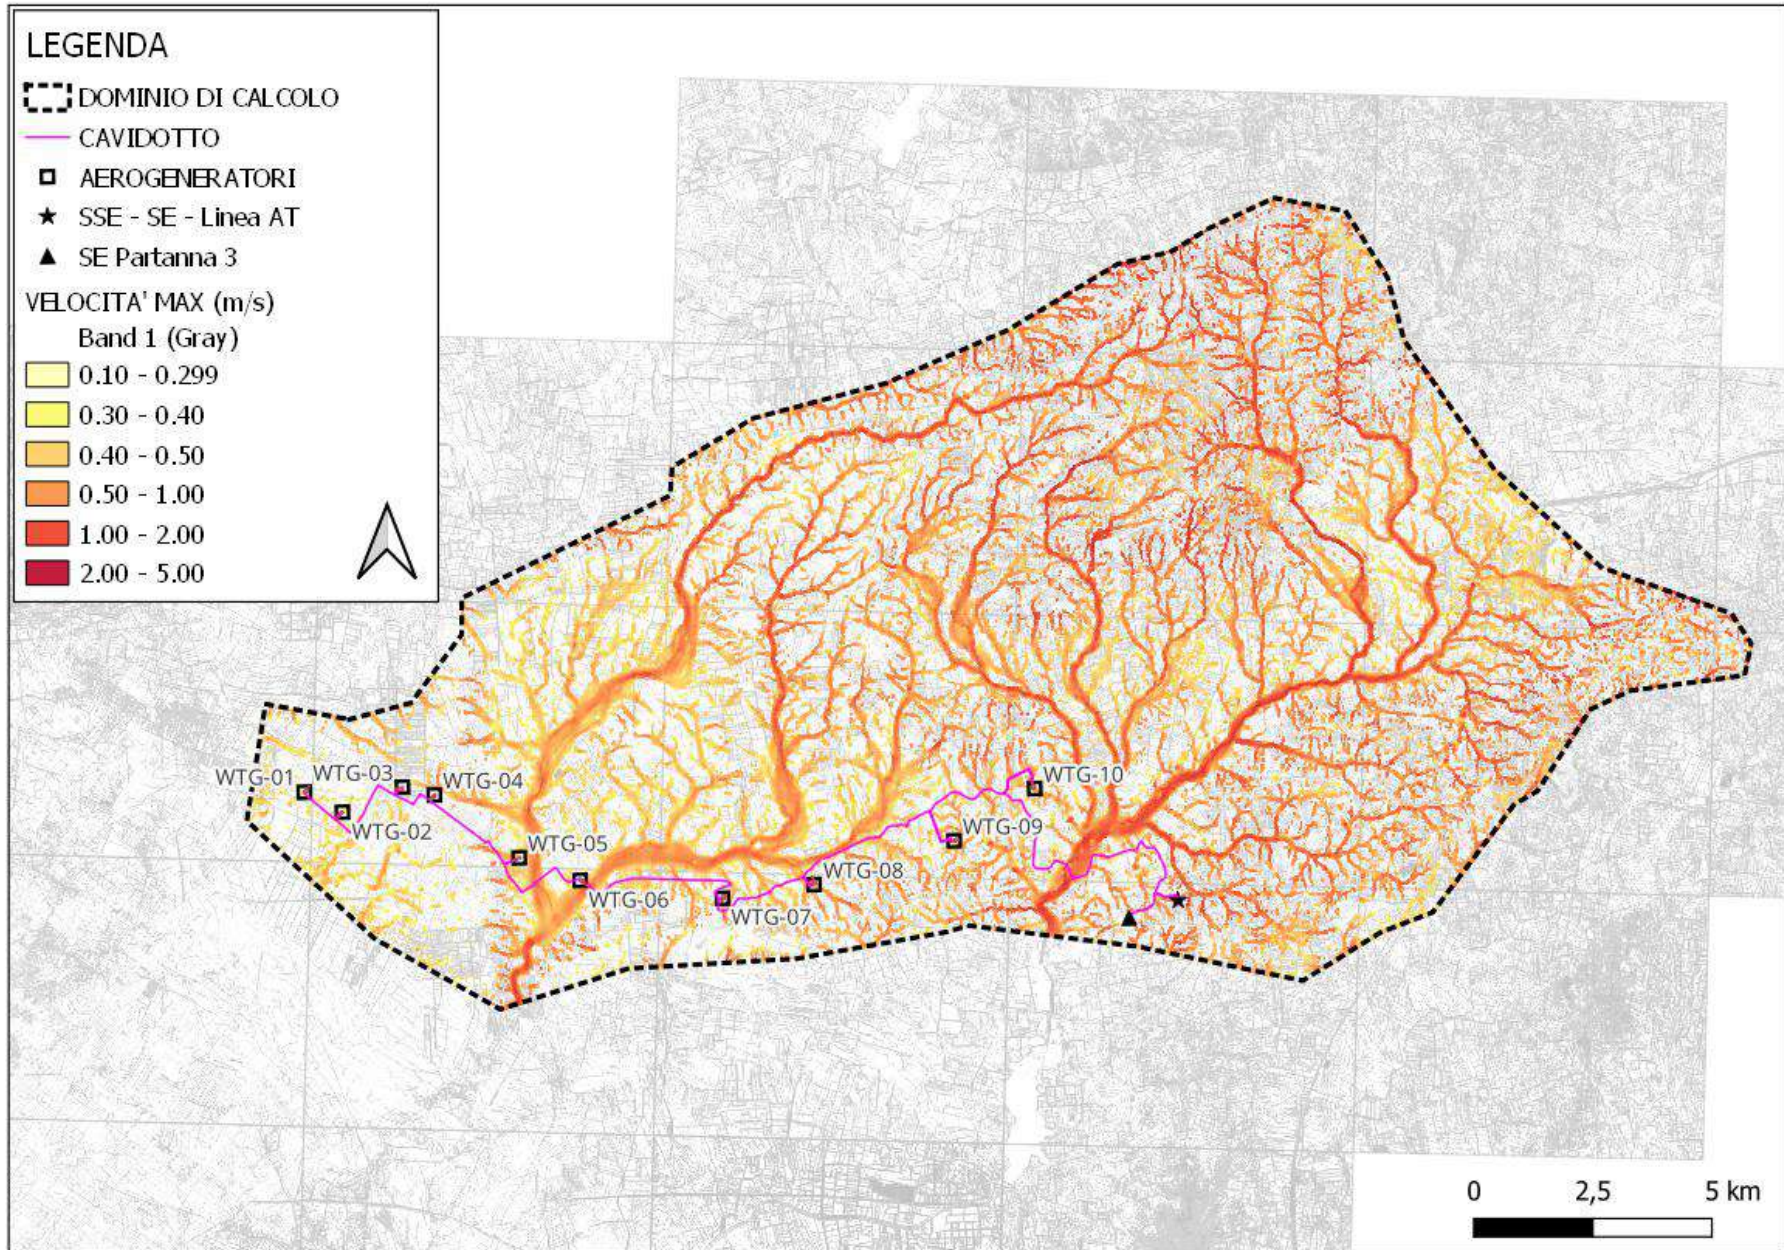 LEGENDA
DOMINIO DI CALCOLO
CAVIDOTTO
AEROGENERATORI
SSE - SE - Linea AT
SE Partanna 3
VELOCITA' MAX (m/s)
Band 1 (Gray)
0.10 - 0.299
0.30 - 0.40
0.40 - 0.50
0.50 - 1.00
1.00 - 2.00
2.00 - 5.00
WTG-01
WTG-03
WTG-04
WTG-02
WTG-05
WTG-06
WTG-07
WTG-08
WTG-09
WTG-10
0 2,5 5 km